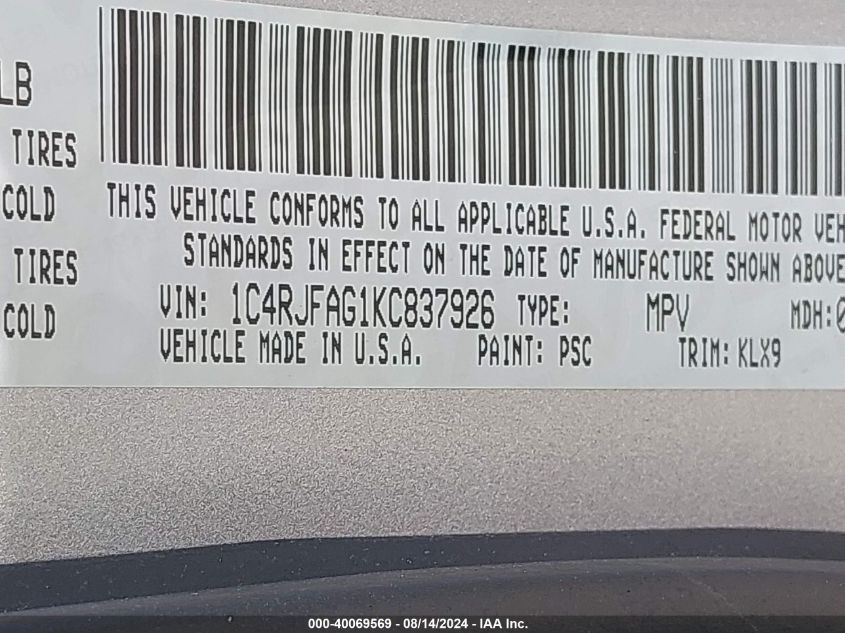 LB
TIRES
COLD
TIRES
COLD
THIS VEHICLE CONFORMS TO ALL APPLICABLE U.S.A. FEDERAL MOTOR VEH
STANDARDS IN EFFECT ON THE DATE OF MANUFACTURE SHOWN ABOVE
VIN: 1C4RJFAG1KC837926 TYPE: MPV MDH:0
VEHICLE MADE IN U.S.A. PAINT: PSC TRIM: KLX9
000-40069569 - 08/14/2024 - IAA Inc.